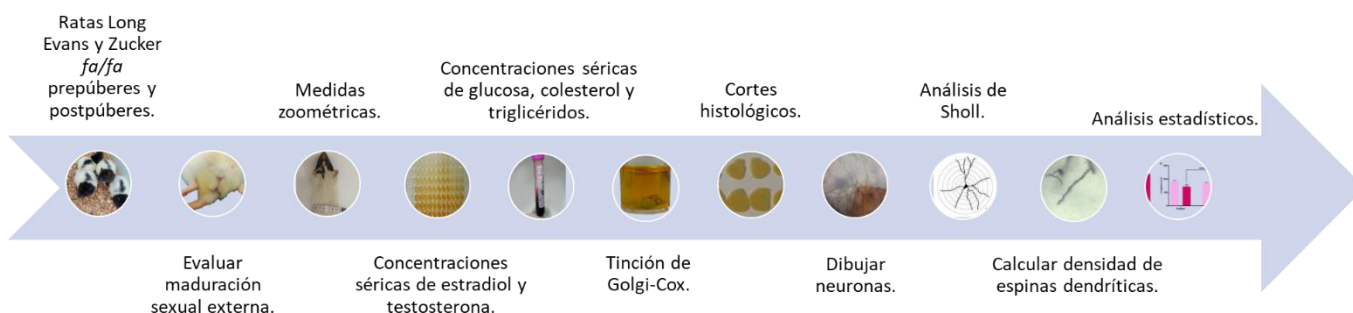 Ratas Long
Evans y Zucker
fa/fa
prepúberes y
postpúberes.
Evaluar
maduración
sexual externa.
Medidas
zoométricas.
Concentraciones
séricas de estradiol y
testosterona.
Concentraciones séricas
de glucosa, colesterol y
triglicéridos.
Tinción de
Golgi-Cox.
Cortes
histológicos.
Dibujar
neuronas.
Análisis de
Sholl.
Calcular densidad de
espinas dendríticas.
Análisis estadísticos.